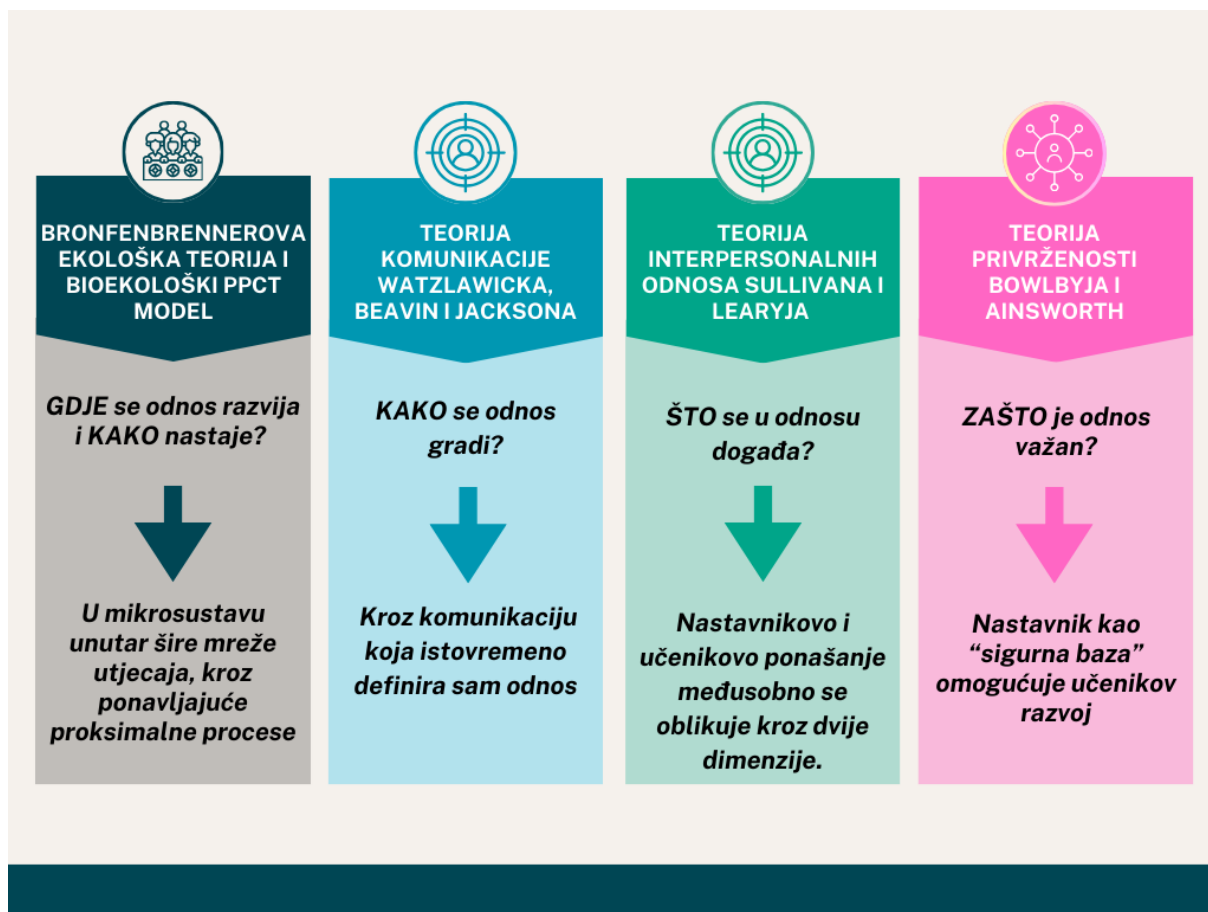 BRONFENBRENNEROVA
EKOLOŠKA TEORIJA I
BIOEKOLOŠKI PPCT
MODEL
GDJE se odnos razvija
i KAKO nastaje?
U mikrosustavu
unutar šire mreže
utjecaja, kroz
ponavljajuće
proksimalne procese
TEORIJA
KOMUNIKACIJE
WATZLAWICKA,
BEAVIN I JACKSONA
KAKO se odnos
gradi?
Kroz komunikaciju
koja istovremeno
definira sam odnos
TEORIJA
INTERPERSONALNIH
ODNOSA SULLIVANA I
LEARYJA
ŠTO se u odnosu
događa?
Nastavnikovo i
učenikovo ponašanje
međusobno se
oblikuje kroz dvije
dimenzije.
TEORIJA
PRIVRŽENOSTI
BOWLBYJA I
AINSWORTH
ZAŠTO je odnos
važan?
Nastavnik kao
“sigurna baza”
omogućuje učenikov
razvoj